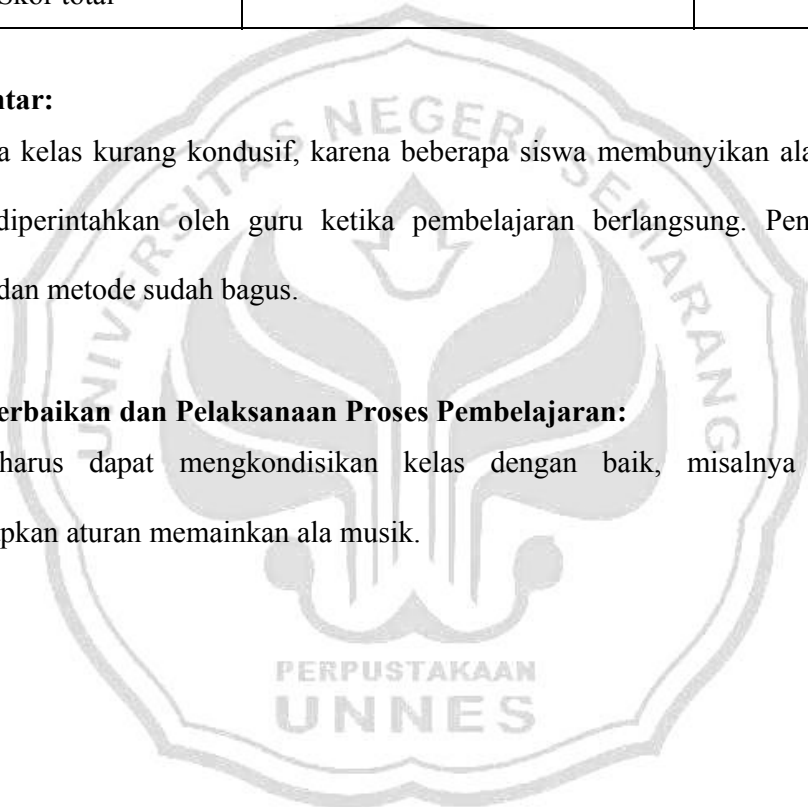 Skor total
ntar:
a kelas kurang kondusif, karena beberapa siswa membunyikan ala
diperintahkan oleh guru ketika pembelajaran berlangsung. Pen
dan metode sudah bagus.
erbaikan dan Pelaksanaan Proses Pembelajaran:
harus dapat mengkondisikan kelas dengan baik, misalnya
pkan aturan memainkan ala musik.
UNIVERSITAS NEGERI SEMARANG
PERPUSTAKAAN
UNNES